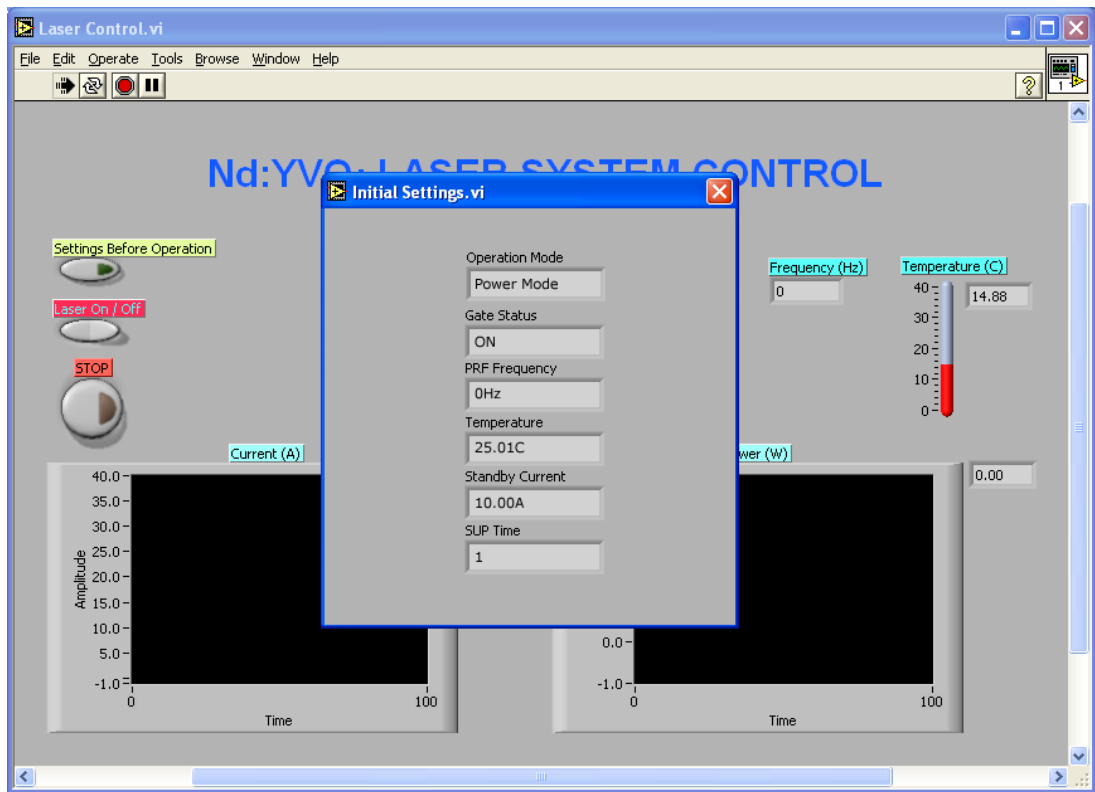 Laser Control.vi
File Edit Operate Tools Browse Window Help
1
Nd:YVO₄ LASER SYSTEM CONTROL
Initial Settings.vi
Settings Before Operation
Laser On / Off
STOP
Operation Mode
Power Mode
Gate Status
ON
PRF Frequency
0Hz
Temperature
25.01C
Standby Current
10.00A
SUP Time
1
Frequency (Hz)
0
Temperature (C)
14.88
40
30
20
10
0
Current (A)
40.0
35.0
30.0
25.0
20.0
15.0
10.0
5.0
-1.0
Amplitude
0 100
Time
wer (W)
0.00
0.0
-1.0
0 100
Time